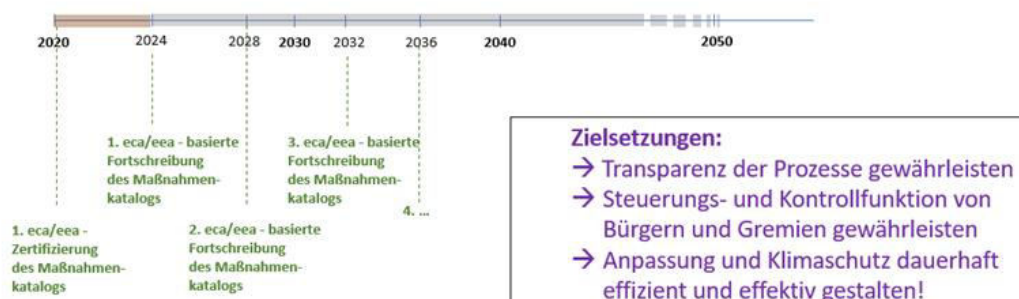 2020
2024
2028
2030
2032
2036
2040
2050
1. eca/eea - basierte
Fortschreibung
des Maßnahmen-
katalogs
3. eca/eea - basierte
Fortschreibung
des Maßnahmen-
katalogs
4. ...
1. eca/eea -
Zertifizierung
des Maßnahmen-
katalogs
2. eca/eea - basierte
Fortschreibung
des Maßnahmen-
katalogs
Zielsetzungen:
→ Transparenz der Prozesse gewährleisten
→ Steuerungs- und Kontrollfunktion von
Bürgern und Gremien gewährleisten
→ Anpassung und Klimaschutz dauerhaft
effizient und effektiv gestalten!